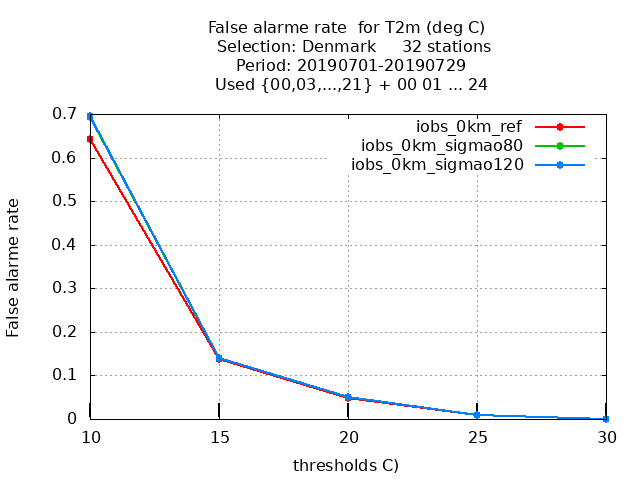 False alarme rate  for T2m (deg C)
Selection: Denmark     32 stations
Period: 20190701-20190729
Used {00,03,...,21} + 00 01 ... 24
iobs_0km_ref
iobs_0km_sigmao80
iobs_0km_sigmao120
False alarme rate
0.7
0.6
0.5
0.4
0.3
0.2
0.1
0
10 15 20 25 30
thresholds C)